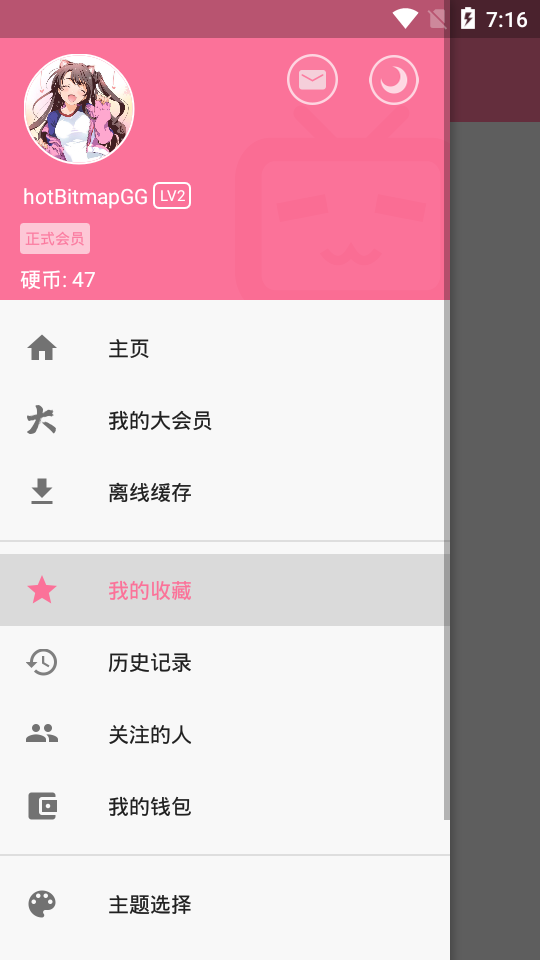 7:16
hotBitmapGG LV2
正式会员
硬币: 47
主页
大 我的大会员
离线缓存
我的收藏
历史记录
关注的人
我的钱包
主题选择